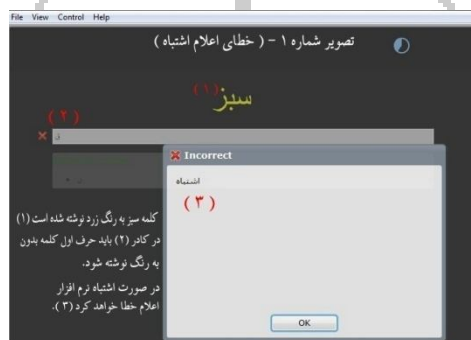 File View Control Help
تصویر شماره ۱ - ( خطای اعلام اشتباه )
سبز (۱)
(۲)
ق
Incorrect
اشتباه
(۳)
کلمه سبز به رنگ زرد نوشته شده است (۱)
در کادر (۲) باید حرف اول کلمه بدون
به رنگ نوشته شود.
در صورت اشتباه نرم افزار
اعلام خطا خواهد کرد (۳).
OK